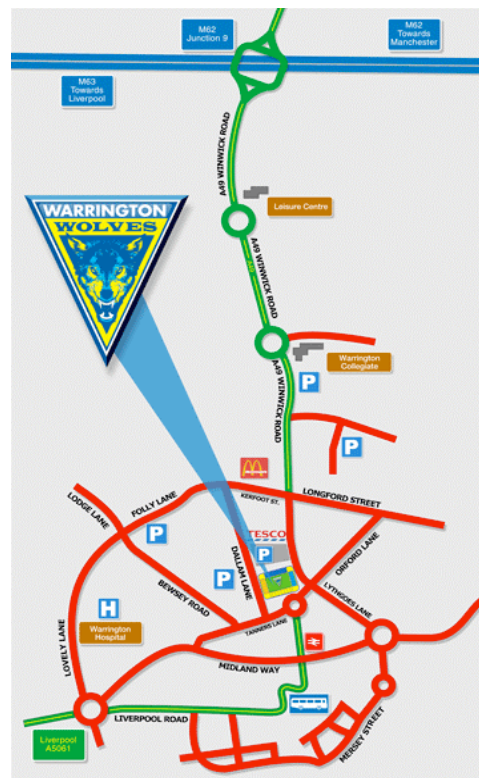 M62
Junction 9
M62
Towards
Manchester
M63
Towards
Liverpool
A49 WINWICK ROAD
Leisure Centre
WARRINGTON
WOLVES
A49 WINWICK ROAD
A49 WINWICK ROAD
Warrington
Collegiate
P
P
LODGE LANE
FOLLY LANE
KERFOOT ST.
LONGFORD STREET
TESCO
P
P
P
DALLAM LANE
ORFORD LANE
BEWSEY ROAD
LYTHGOES LANE
H
Warrington
Hospital
TANNERS LANE
LOVELY LANE
MIDLAND WAY
LIVERPOOL ROAD
MERSEY STREET
Liverpool
A5061